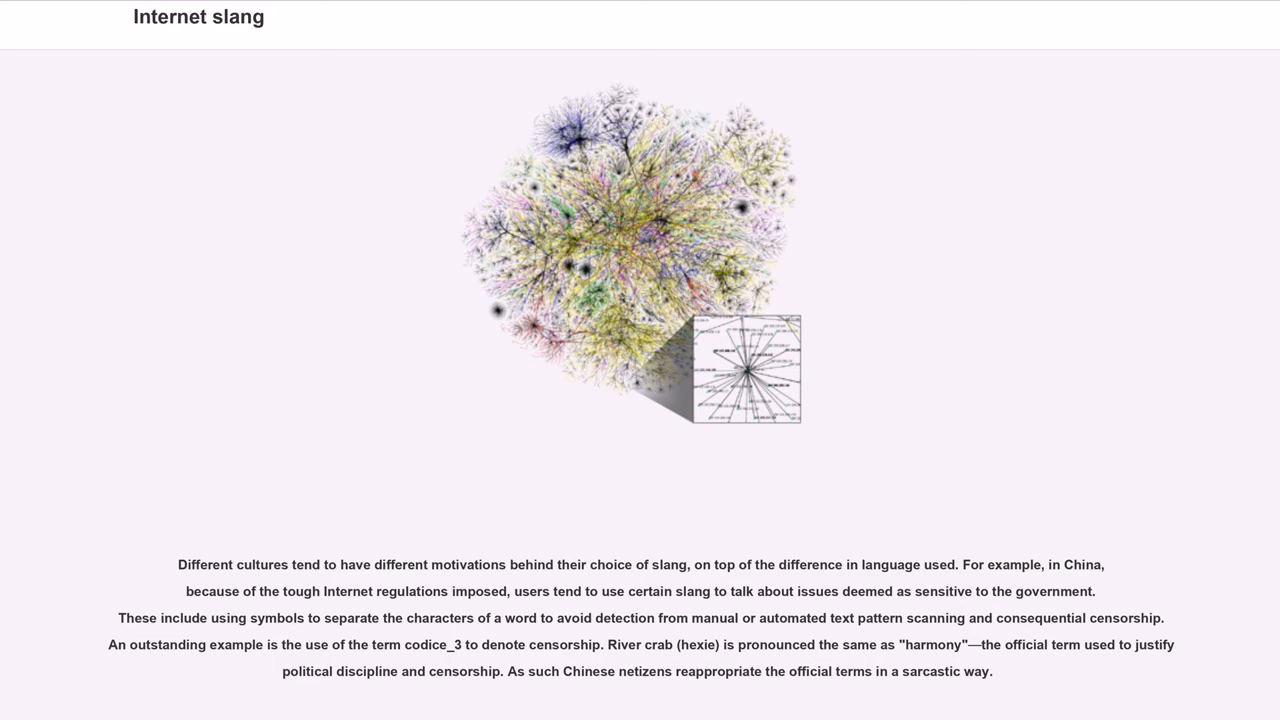 Internet slang
Different cultures tend to have different motivations behind their choice of slang, on top of the difference in language used. For example, in China,
because of the tough Internet regulations imposed, users tend to use certain slang to talk about issues deemed as sensitive to the government.
These include using symbols to separate the characters of a word to avoid detection from manual or automated text pattern scanning and consequential censorship.
An outstanding example is the use of the term codice_3 to denote censorship. River crab (hexie) is pronounced the same as "harmony"—the official term used to justify
political discipline and censorship. As such Chinese netizens reappropriate the official terms in a sarcastic way.